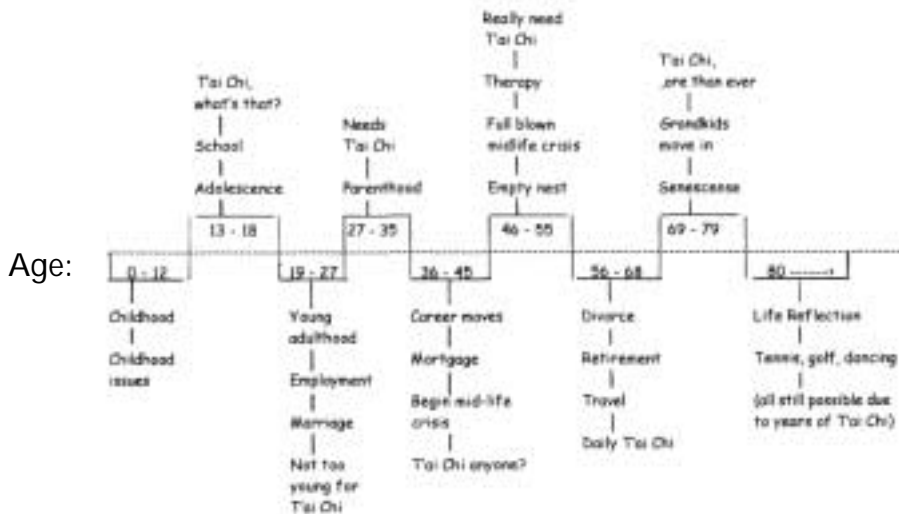 Really need
T'ai Chi
Therapy
Full blown
midlife crisis
Empty nest
46 - 55
T'ai Chi,
what's that?
School
Adolescence
13 - 18
Needs
T'ai Chi
Parenthood
27 - 35
T'ai Chi,
ore than ever
Grandkids
move in
Senescense
69 - 79
Age:
0 - 12
Childhood
Childhood
issues
19 - 27
Young
adulthood
Employment
Marriage
Not too
young for
T'ai Chi
36 - 45
Career moves
Mortgage
Begin mid-life
crisis
T'ai Chi anyone?
56 - 68
Divorce
Retirement
Travel
Daily T'ai Chi
80
Life Reflection
Tennis, golf, dancing
(all still possible due
to years of T'ai Chi)